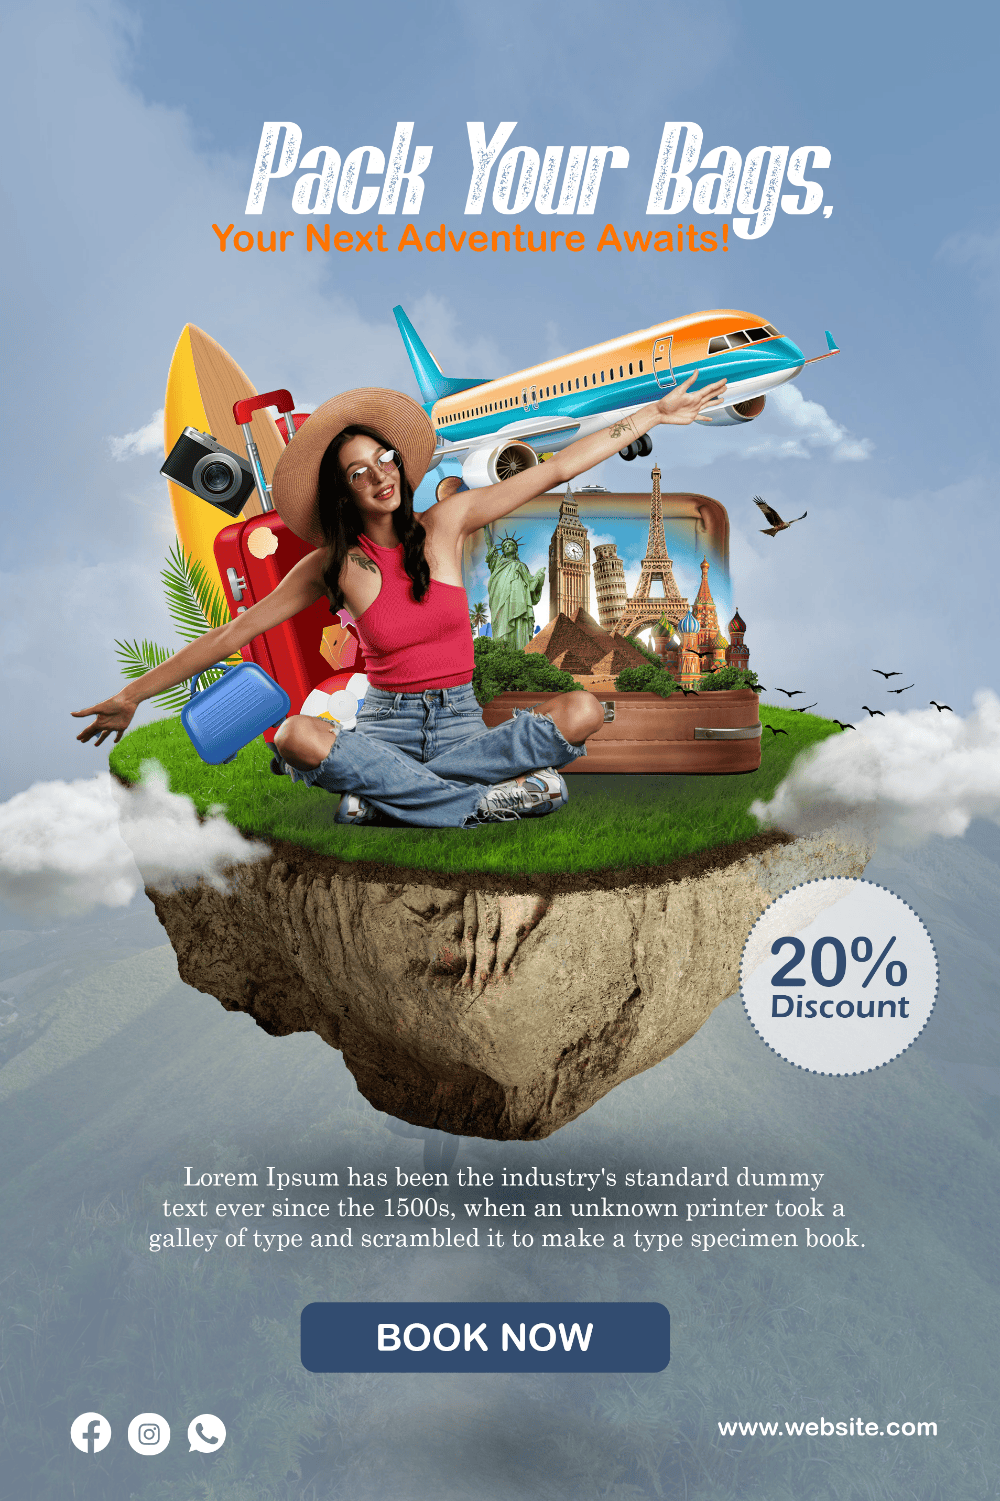 Pack Your Bags,
Your Next Adventure Awaits!
20%
Discount
Lorem Ipsum has been the industry's standard dummy
text ever since the 1500s, when an unknown printer took a
galley of type and scrambled it to make a type specimen book.
BOOK NOW
www.website.com